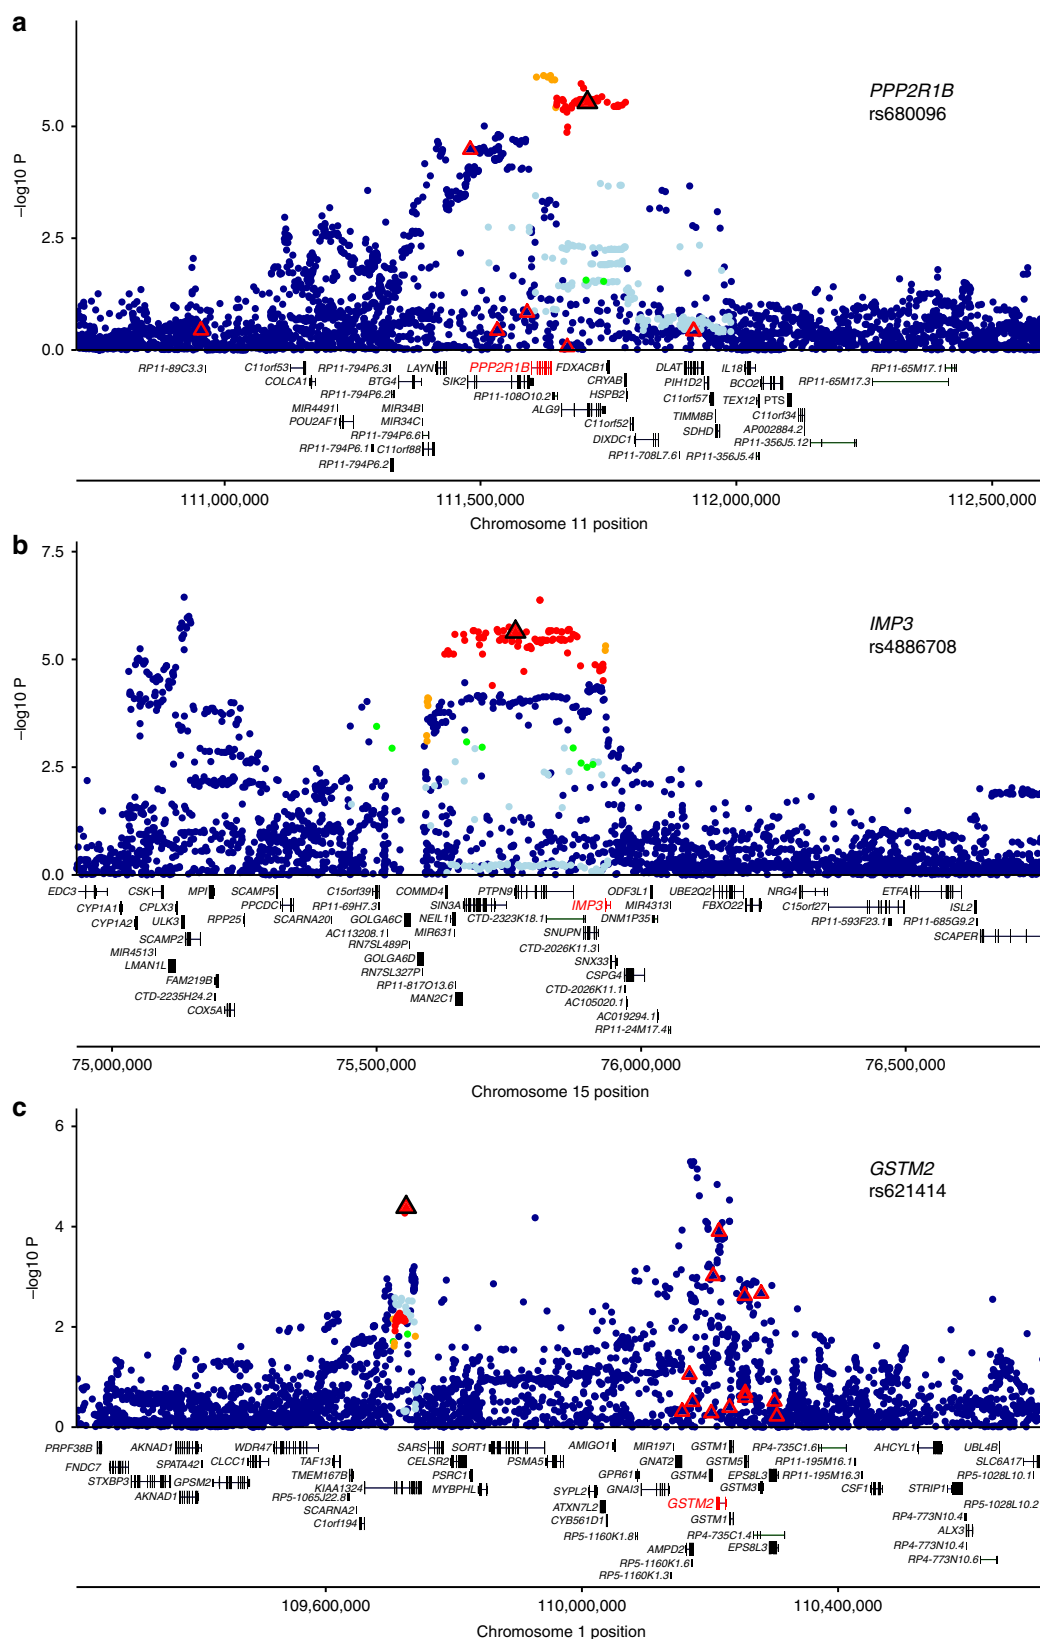 a
PPP2R1B
rs680096
–log10 P
5.0
2.5
0.0
RP11-89C3.3
C11orf53
RP11-794P6.3
LAYN
PPP2R1B
FDXACB1
DLAT
IL18
RP11-65M17.1
COLCA1
BTG4
SIK2
CRYAB
PIH1D2
BCO2
RP11-65M17.3
RP11-794P6.2
RP11-108O10.2
HSPB2
C11orf57
TEX12
PTS
MIR4491
MIR34B
ALG9
TIMM8B
C11orf34
POU2AF1
MIR34C
C11orf52
SDHD
AP002884.2
RP11-794P6.6
DIXDC1
RP11-356J5.12
RP11-794P6.1
C11orf88
RP11-708L7.6
RP11-356J5.4
RP11-794P6.2
111,000,000
111,500,000
112,000,000
112,500,000
Chromosome 11 position
b
IMP3
rs4886708
–log10 P
7.5
5.0
2.5
0.0
EDC3
CSK
MPI
SCAMP5
C15orf39
COMMD4
PTPN9
ODF3L1
UBE2Q2
NRG4
ETFA
CYP1A1
CPLX3
PPCDC
RP11-69H7.3
SIN3A
IMP3
MIR4313
FBXO22
C15orf27
ISL2
CYP1A2
ULK3
RPP25
SCARNA20
GOLGA6C
NEIL1
CTD-2323K18.1
DNM1P35
RP11-593F23.1
RP11-685G9.2
SCAMP2
AC113208.1
MIR631
SNUPN
SCAPER
MIR4513
RN7SL489P
CTD-2026K11.3
LMAN1L
GOLGA6D
SNX33
FAM219B
RN7SL327P
CSPG4
CTD-2235H24.2
RP11-817O13.6
CTD-2026K11.1
COX5A
MAN2C1
AC105020.1
AC019294.1
RP11-24M17.4
75,000,000
75,500,000
76,000,000
76,500,000
Chromosome 15 position
c
GSTM2
rs621414
–log10 P
6
4
2
0
PRPF38B
AKNAD1
WDR47
SARS
SORT1
AMIGO1
MIR197
GSTM1
RP4-735C1.6
AHCYL1
UBL4B
FNDC7
SPATA42
CLCC1
TAF13
CELSR2
PSMA5
GNAT2
GSTM5
RP11-195M16.1
SLC6A17
STXBP3
GPSM2
TMEM167B
PSRC1
GPR61
GSTM4
EPS8L3
RP11-195M16.3
RP5-1028L10.1
AKNAD1
KIAA1324
MYBPHL
SYPL2
GNAI3
GSTM3
CSF1
STRIP1
RP5-1065J22.8
ATXN7L2
GSTM2
RP5-1028L10.2
SCARNA2
CYB561D1
GSTM1
RP4-773N10.4
C1orf194
RP5-1160K1.8
RP4-735C1.4
ALX3
AMPD2
EPS8L3
RP4-773N10.4
RP5-1160K1.6
RP4-773N10.6
RP5-1160K1.3
109,600,000
110,000,000
110,400,000
Chromosome 1 position